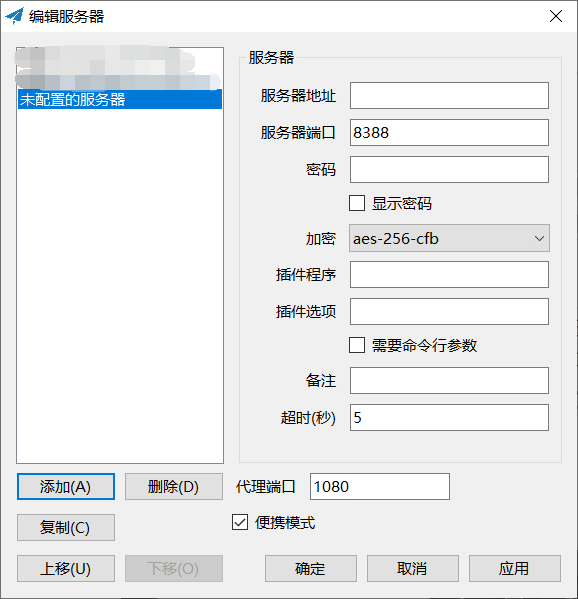 编辑服务器
未配置的服务器
服务器
服务器地址
服务器端口 8388
密码
显示密码
加密 aes-256-cfb
插件程序
插件选项
需要命令行参数
备注
超时(秒) 5
添加(A) 删除(D) 代理端口 1080
复制(C) 便携模式
上移(U) 下移(O) 确定 取消 应用